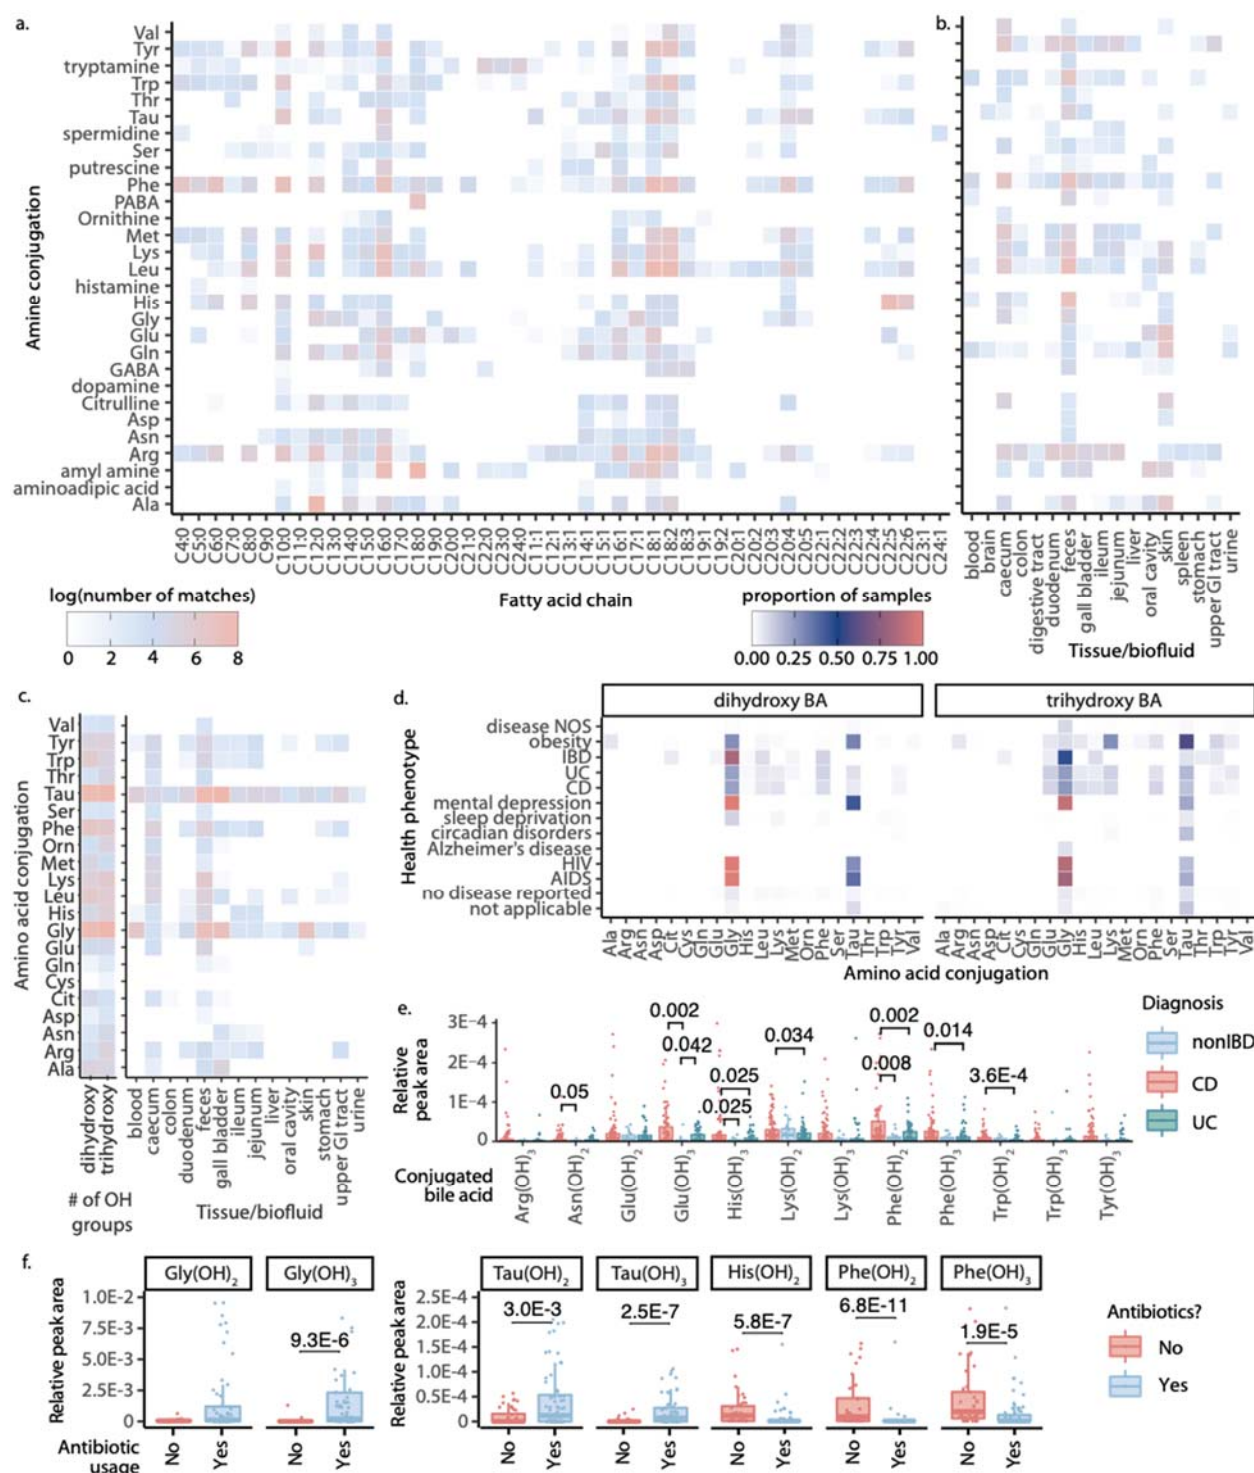 a.
Amine conjugation
Val
Tyr
tryptamine
Trp
Thr
Tau
spermidine
Ser
putrescine
Phe
PABA
Ornithine
Met
Lys
Leu
histamine
His
Gly
Glu
Gln
GABA
dopamine
Citrulline
Asp
Asn
Arg
amyl amine
aminoadipic acid
Ala
C4:0 C5:0 C6:0 C7:0 C8:0 C9:0 C10:0 C11:0 C12:0 C13:0 C14:0 C15:0 C16:0 C17:0 C18:0 C19:0 C20:0 C22:0 C23:0 C24:0 C11:1 C12:1 C13:1 C14:1 C15:1 C16:1 C17:1 C18:1 C18:2 C18:3 C19:1 C19:2 C20:1 C20:2 C20:3 C20:4 C20:5 C22:1 C22:2 C22:3 C22:4 C22:5 C22:6 C23:1 C24:1
Fatty acid chain
log(number of matches)
0 2 4 6 8
b.
blood brain caecum colon digestive tract duodenum feces gall bladder ileum jejunum liver oral cavity skin spleen stomach upper GI tract urine
Tissue/biofluid
proportion of samples
0.00 0.25 0.50 0.75 1.00
c.
Amino acid conjugation
Val
Tyr
Trp
Thr
Tau
Ser
Phe
Orn
Met
Lys
Leu
His
Gly
Glu
Gln
Cys
Cit
Asp
Asn
Arg
Ala
dihydroxy trihydroxy
# of OH
groups
blood caecum colon duodenum feces gall bladder ileum jejunum liver oral cavity skin stomach upper GI tract urine
Tissue/biofluid
d.
dihydroxy BA trihydroxy BA
Health phenotype
disease NOS
obesity
IBD
UC
CD
mental depression
sleep deprivation
circadian disorders
Alzheimer's disease
HIV
AIDS
no disease reported
not applicable
Ala Arg Asn Asp Cit Cys Gln Glu Gly His Leu Lys Met Orn Phe Ser Tau Thr Trp Tyr Val
Ala Arg Asn Asp Cit Cys Gln Glu Gly His Leu Lys Met Orn Phe Ser Tau Thr Trp Tyr Val
Amino acid conjugation
e.
Relative
peak area
3E-4
2E-4
1E-4
0
0.05
0.002
0.042
0.025
0.025
0.034
0.002
0.008
0.014
3.6E-4
Conjugated
bile acid
Arg(OH)3 Asn(OH)2 Glu(OH)2 Glu(OH)3 His(OH)3 Lys(OH)2 Lys(OH)3 Phe(OH)2 Phe(OH)3 Trp(OH)2 Trp(OH)3 Tyr(OH)3
Diagnosis
nonIBD
CD
UC
f.
Gly(OH)2 Gly(OH)3
Relative peak area
1.0E-2
7.5E-3
5.0E-3
2.5E-3
0
9.3E-6
Antibiotic
usage
No Yes No Yes
Tau(OH)2 Tau(OH)3 His(OH)2 Phe(OH)2 Phe(OH)3
Relative peak area
2.5E-4
2.0E-4
1.5E-4
1.0E-4
0.5E-4
0
3.0E-3 2.5E-7 5.8E-7 6.8E-11 1.9E-5
No Yes No Yes No Yes No Yes No Yes
Antibiotics?
No
Yes